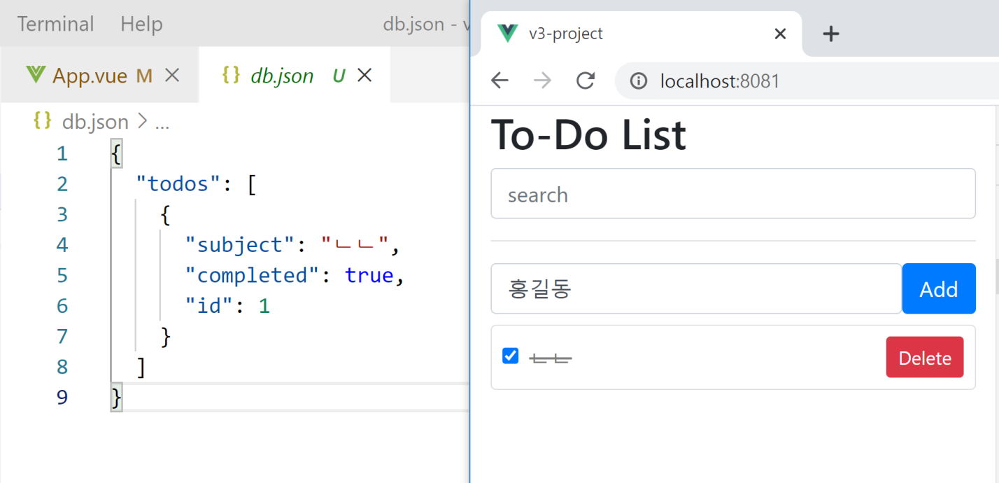 Terminal Help db.json - v
App.vue M db.json U
{} db.json > ...
1 {
2 "todos": [
3 {
4 "subject": "ㄴㄴ",
5 "completed": true,
6 "id": 1
7 }
8 ]
9 }
v3-project
localhost:8081
To-Do List
search
홍길동 Add
ㄴㄴ Delete